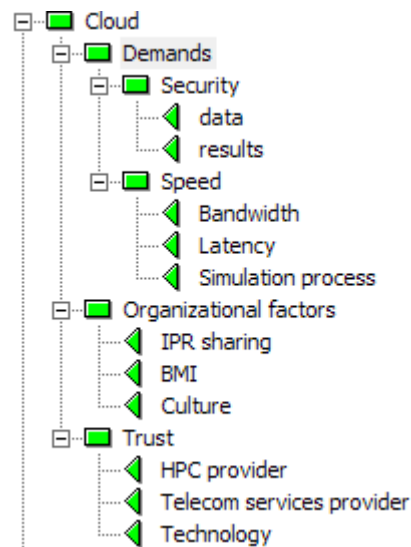 Cloud
Demands
Security
data
results
Speed
Bandwidth
Latency
Simulation process
Organizational factors
IPR sharing
BMI
Culture
Trust
HPC provider
Telecom services provider
Technology